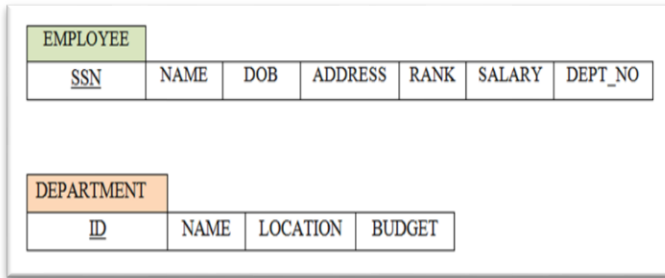 EMPLOYEE
SSN NAME DOB ADDRESS RANK SALARY DEPT_NO
DEPARTMENT
ID NAME LOCATION BUDGET